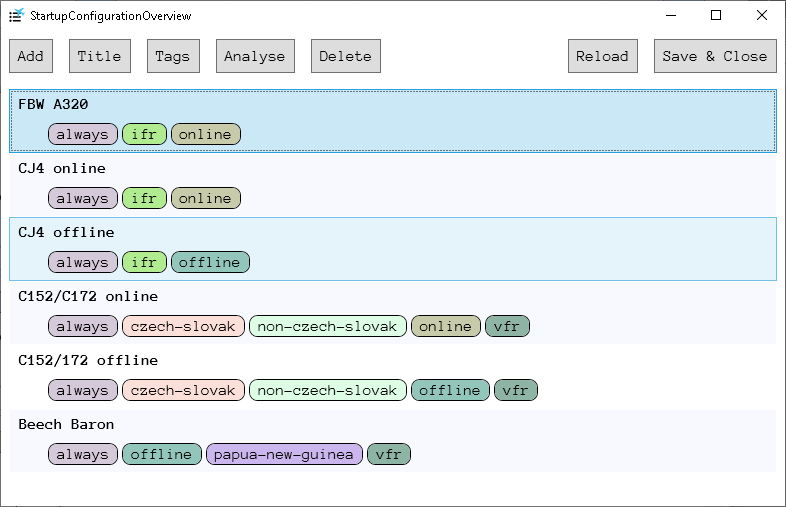 StartupConfigurationOverview
Add Title Tags Analyse Delete Reload Save & Close
FBW A320
always ifr online
CJ4 online
always ifr online
CJ4 offline
always ifr offline
C152/C172 online
always czech-slovak non-czech-slovak online vfr
C152/172 offline
always czech-slovak non-czech-slovak offline vfr
Beech Baron
always offline papua-new-guinea vfr